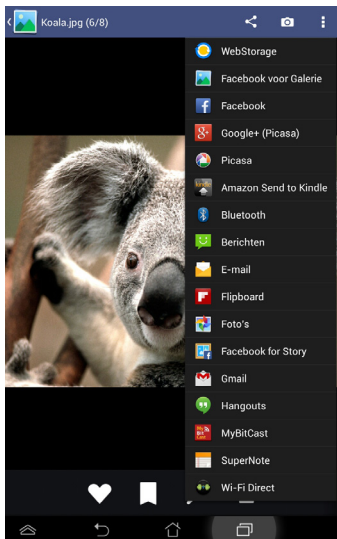 Koala.jpg (6/8)
WebStorage
Facebook voor Galerie
Facebook
Google+ (Picasa)
Picasa
Amazon Send to Kindle
Bluetooth
Berichten
E-mail
Flipboard
Foto's
Facebook for Story
Gmail
Hangouts
MyBitCast
SuperNote
Wi-Fi Direct